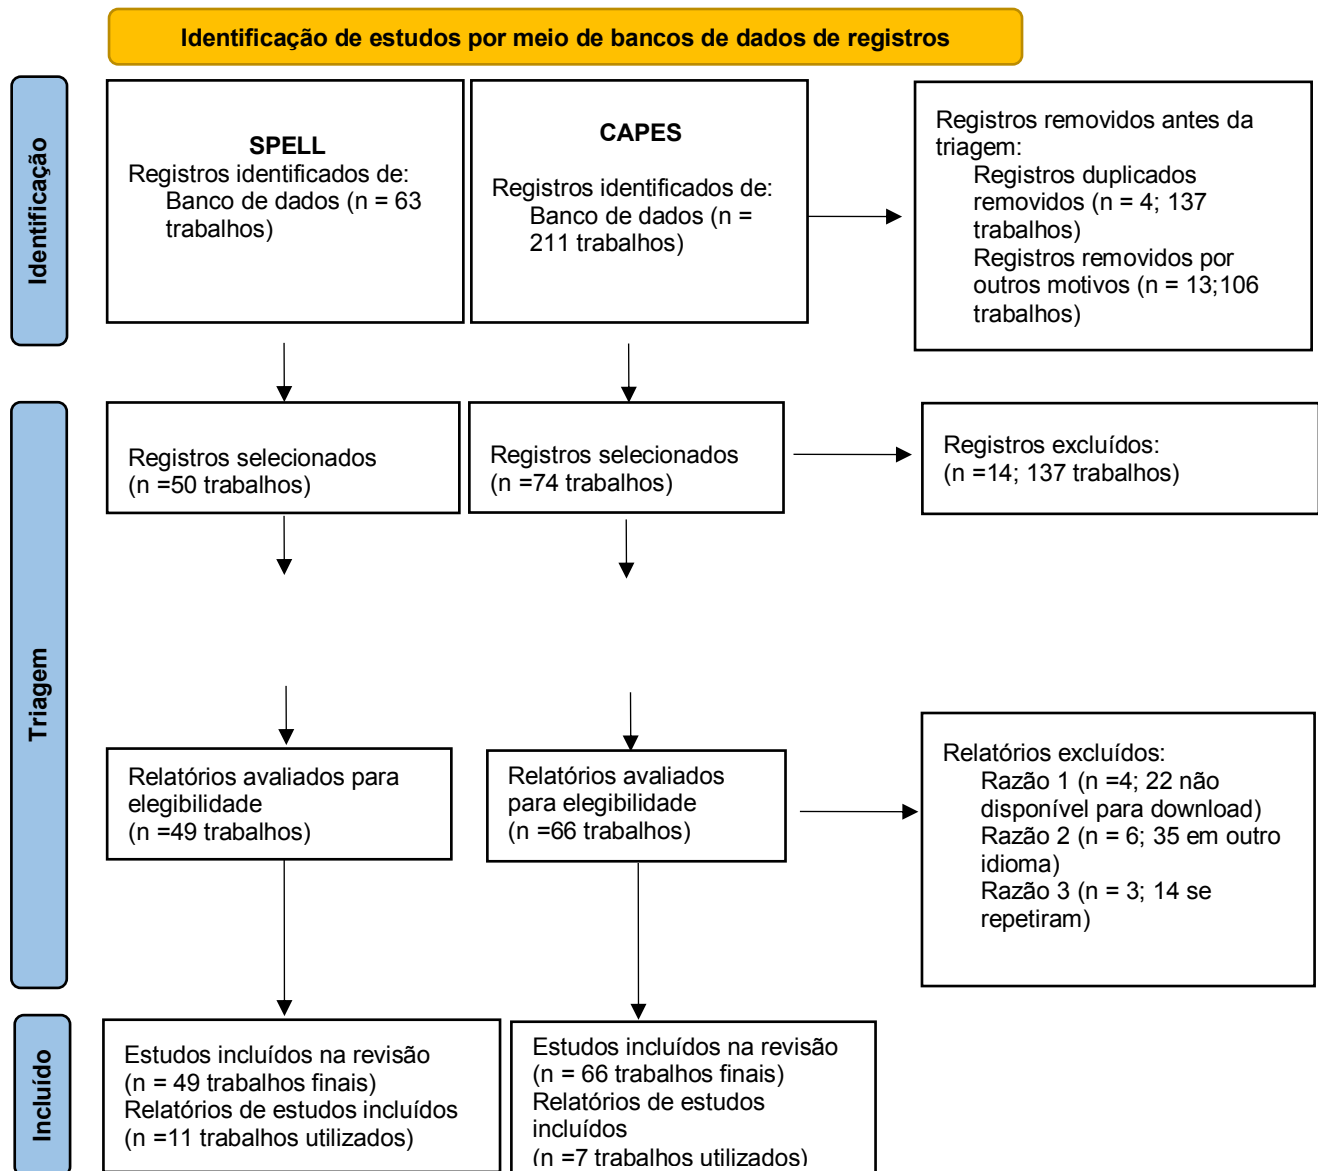 Identificação de estudos por meio de bancos de dados de registros
Identificação
SPELL
Registros identificados de:
Banco de dados (n = 63
trabalhos)
CAPES
Registros identificados de:
Banco de dados (n =
211 trabalhos)
Registros removidos antes da
triagem:
Registros duplicados
removidos (n = 4; 137
trabalhos)
Registros removidos por
outros motivos (n = 13;106
trabalhos)
Triagem
Registros selecionados
(n =50 trabalhos)
Registros selecionados
(n =74 trabalhos)
Registros excluídos:
(n =14; 137 trabalhos)
Relatórios avaliados para
elegibilidade
(n =49 trabalhos)
Relatórios avaliados
para elegibilidade
(n =66 trabalhos)
Relatórios excluídos:
Razão 1 (n =4; 22 não
disponível para download)
Razão 2 (n = 6; 35 em outro
idioma)
Razão 3 (n = 3; 14 se
repetiram)
Incluído
Estudos incluídos na revisão
(n = 49 trabalhos finais)
Relatórios de estudos incluídos
(n =11 trabalhos utilizados)
Estudos incluídos na revisão
(n = 66 trabalhos finais)
Relatórios de estudos
incluídos
(n =7 trabalhos utilizados)